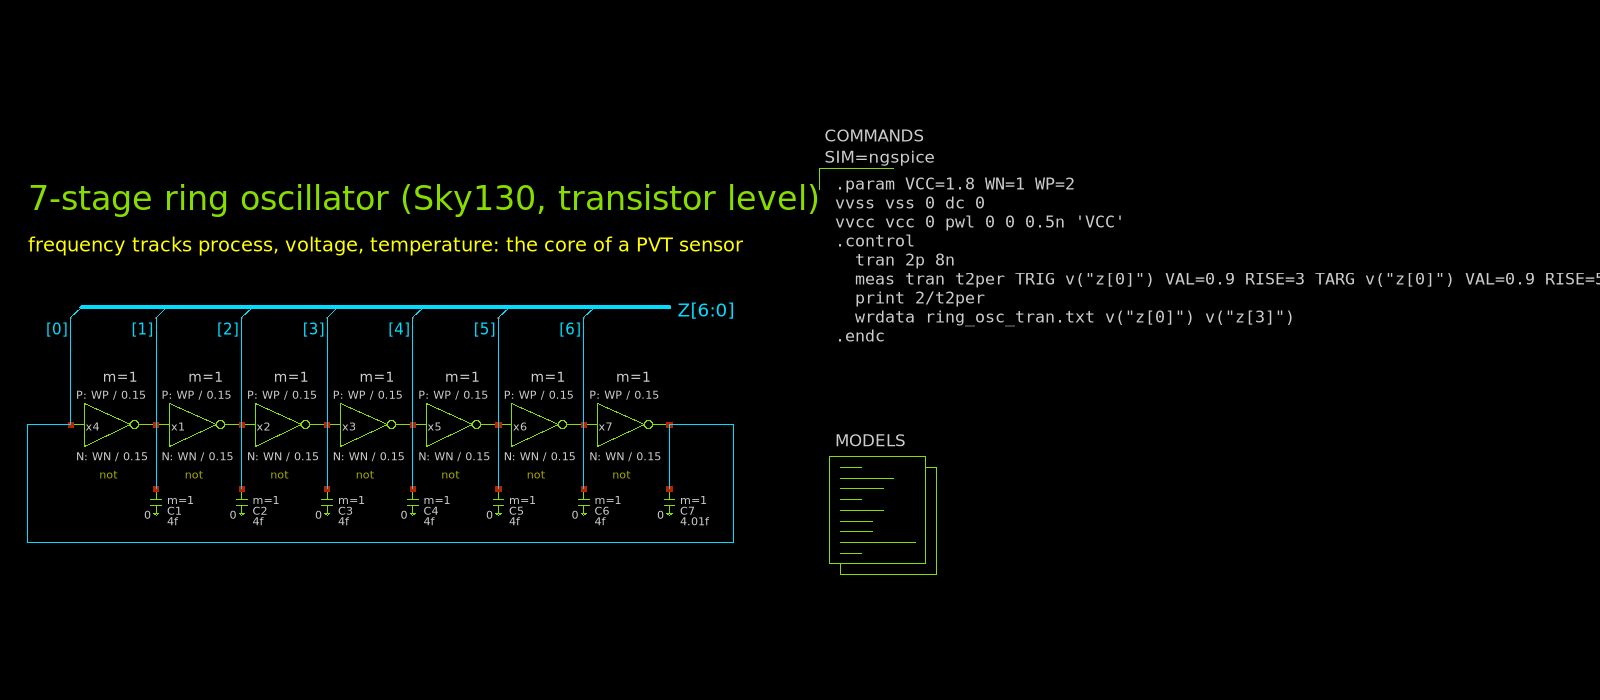 COMMANDS
SIM=ngspice
.param VCC=1.8 WN=1 WP=2
vvss vss 0 dc 0
vvcc vcc 0 pwl 0 0 0.5n 'VCC'
.control
tran 2p 8n
meas tran t2per TRIG v("z[0]") VAL=0.9 RISE=3 TARG v("z[0]") VAL=0.9 RISE=5
print 2/t2per
wrdata ring_osc_tran.txt v("z[0]") v("z[3]")
.endc
7-stage ring oscillator (Sky130, transistor level)
frequency tracks process, voltage, temperature: the core of a PVT sensor
Z[6:0]
[0] [1] [2] [3] [4] [5] [6]
m=1 m=1 m=1 m=1 m=1 m=1 m=1
P: WP / 0.15 P: WP / 0.15 P: WP / 0.15 P: WP / 0.15 P: WP / 0.15 P: WP / 0.15 P: WP / 0.15
x4 x1 x2 x3 x5 x6 x7
N: WN / 0.15 N: WN / 0.15 N: WN / 0.15 N: WN / 0.15 N: WN / 0.15 N: WN / 0.15 N: WN / 0.15
not not not not not not not
m=1 m=1 m=1 m=1 m=1 m=1 m=1
0 C1 0 C2 0 C3 0 C4 0 C5 0 C6 0 C7
4f 4f 4f 4f 4f 4f 4.01f
MODELS